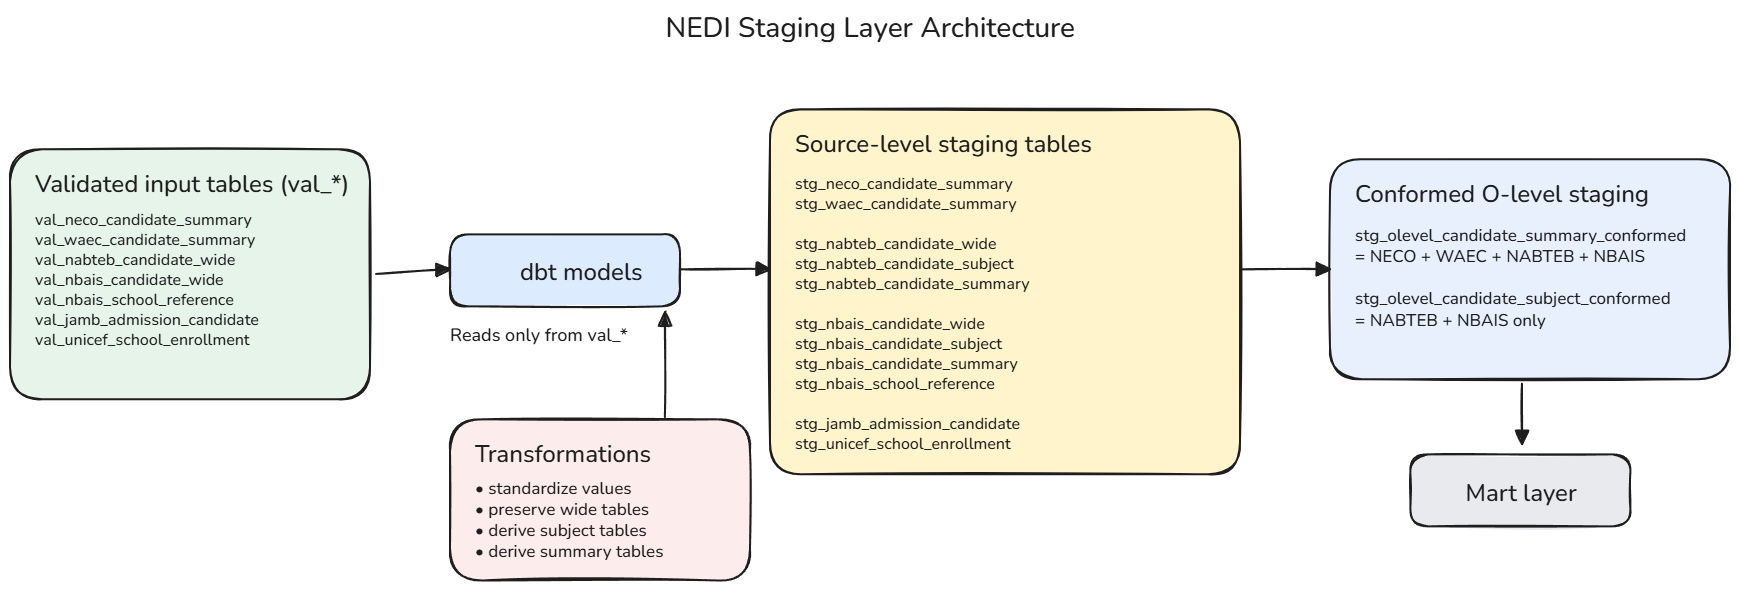 NEDI Staging Layer Architecture
Validated input tables (val_*)
val_neco_candidate_summary
val_waec_candidate_summary
val_nabteb_candidate_wide
val_nbais_candidate_wide
val_nbais_school_reference
val_jamb_admission_candidate
val_unicef_school_enrollment
dbt models
Reads only from val_*
Transformations
• standardize values
• preserve wide tables
• derive subject tables
• derive summary tables
Source-level staging tables
stg_neco_candidate_summary
stg_waec_candidate_summary
stg_nabteb_candidate_wide
stg_nabteb_candidate_subject
stg_nabteb_candidate_summary
stg_nbais_candidate_wide
stg_nbais_candidate_subject
stg_nbais_candidate_summary
stg_nbais_school_reference
stg_jamb_admission_candidate
stg_unicef_school_enrollment
Conformed O-level staging
stg_olevel_candidate_summary_conformed
= NECO + WAEC + NABTEB + NBAIS
stg_olevel_candidate_subject_conformed
= NABTEB + NBAIS only
Mart layer